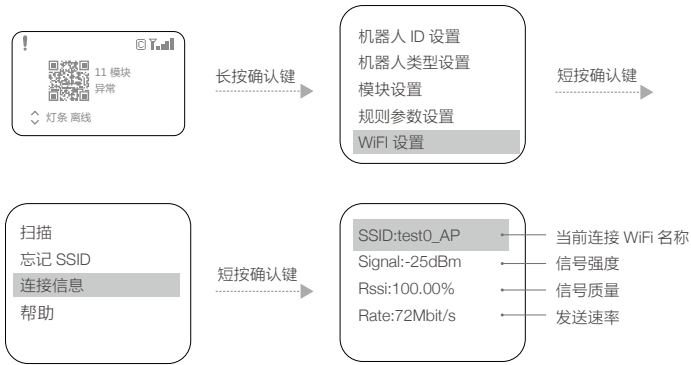 !
C
11 模块
异常
灯条 离线
长按确认键
机器人 ID 设置
机器人类型设置
模块设置
规则参数设置
WiFI 设置
短按确认键
扫描
忘记 SSID
连接信息
帮助
短按确认键
SSID:test0_AP
Signal:-25dBm
Rssi:100.00%
Rate:72Mbit/s
当前连接 WiFi 名称
信号强度
信号质量
发送速率